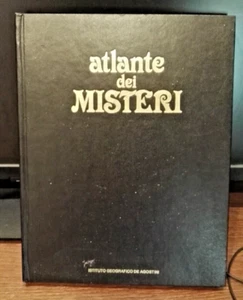 atlante
dei
MISTERI
ISTITUTO GEOGRAFICO DE AGOSTINI